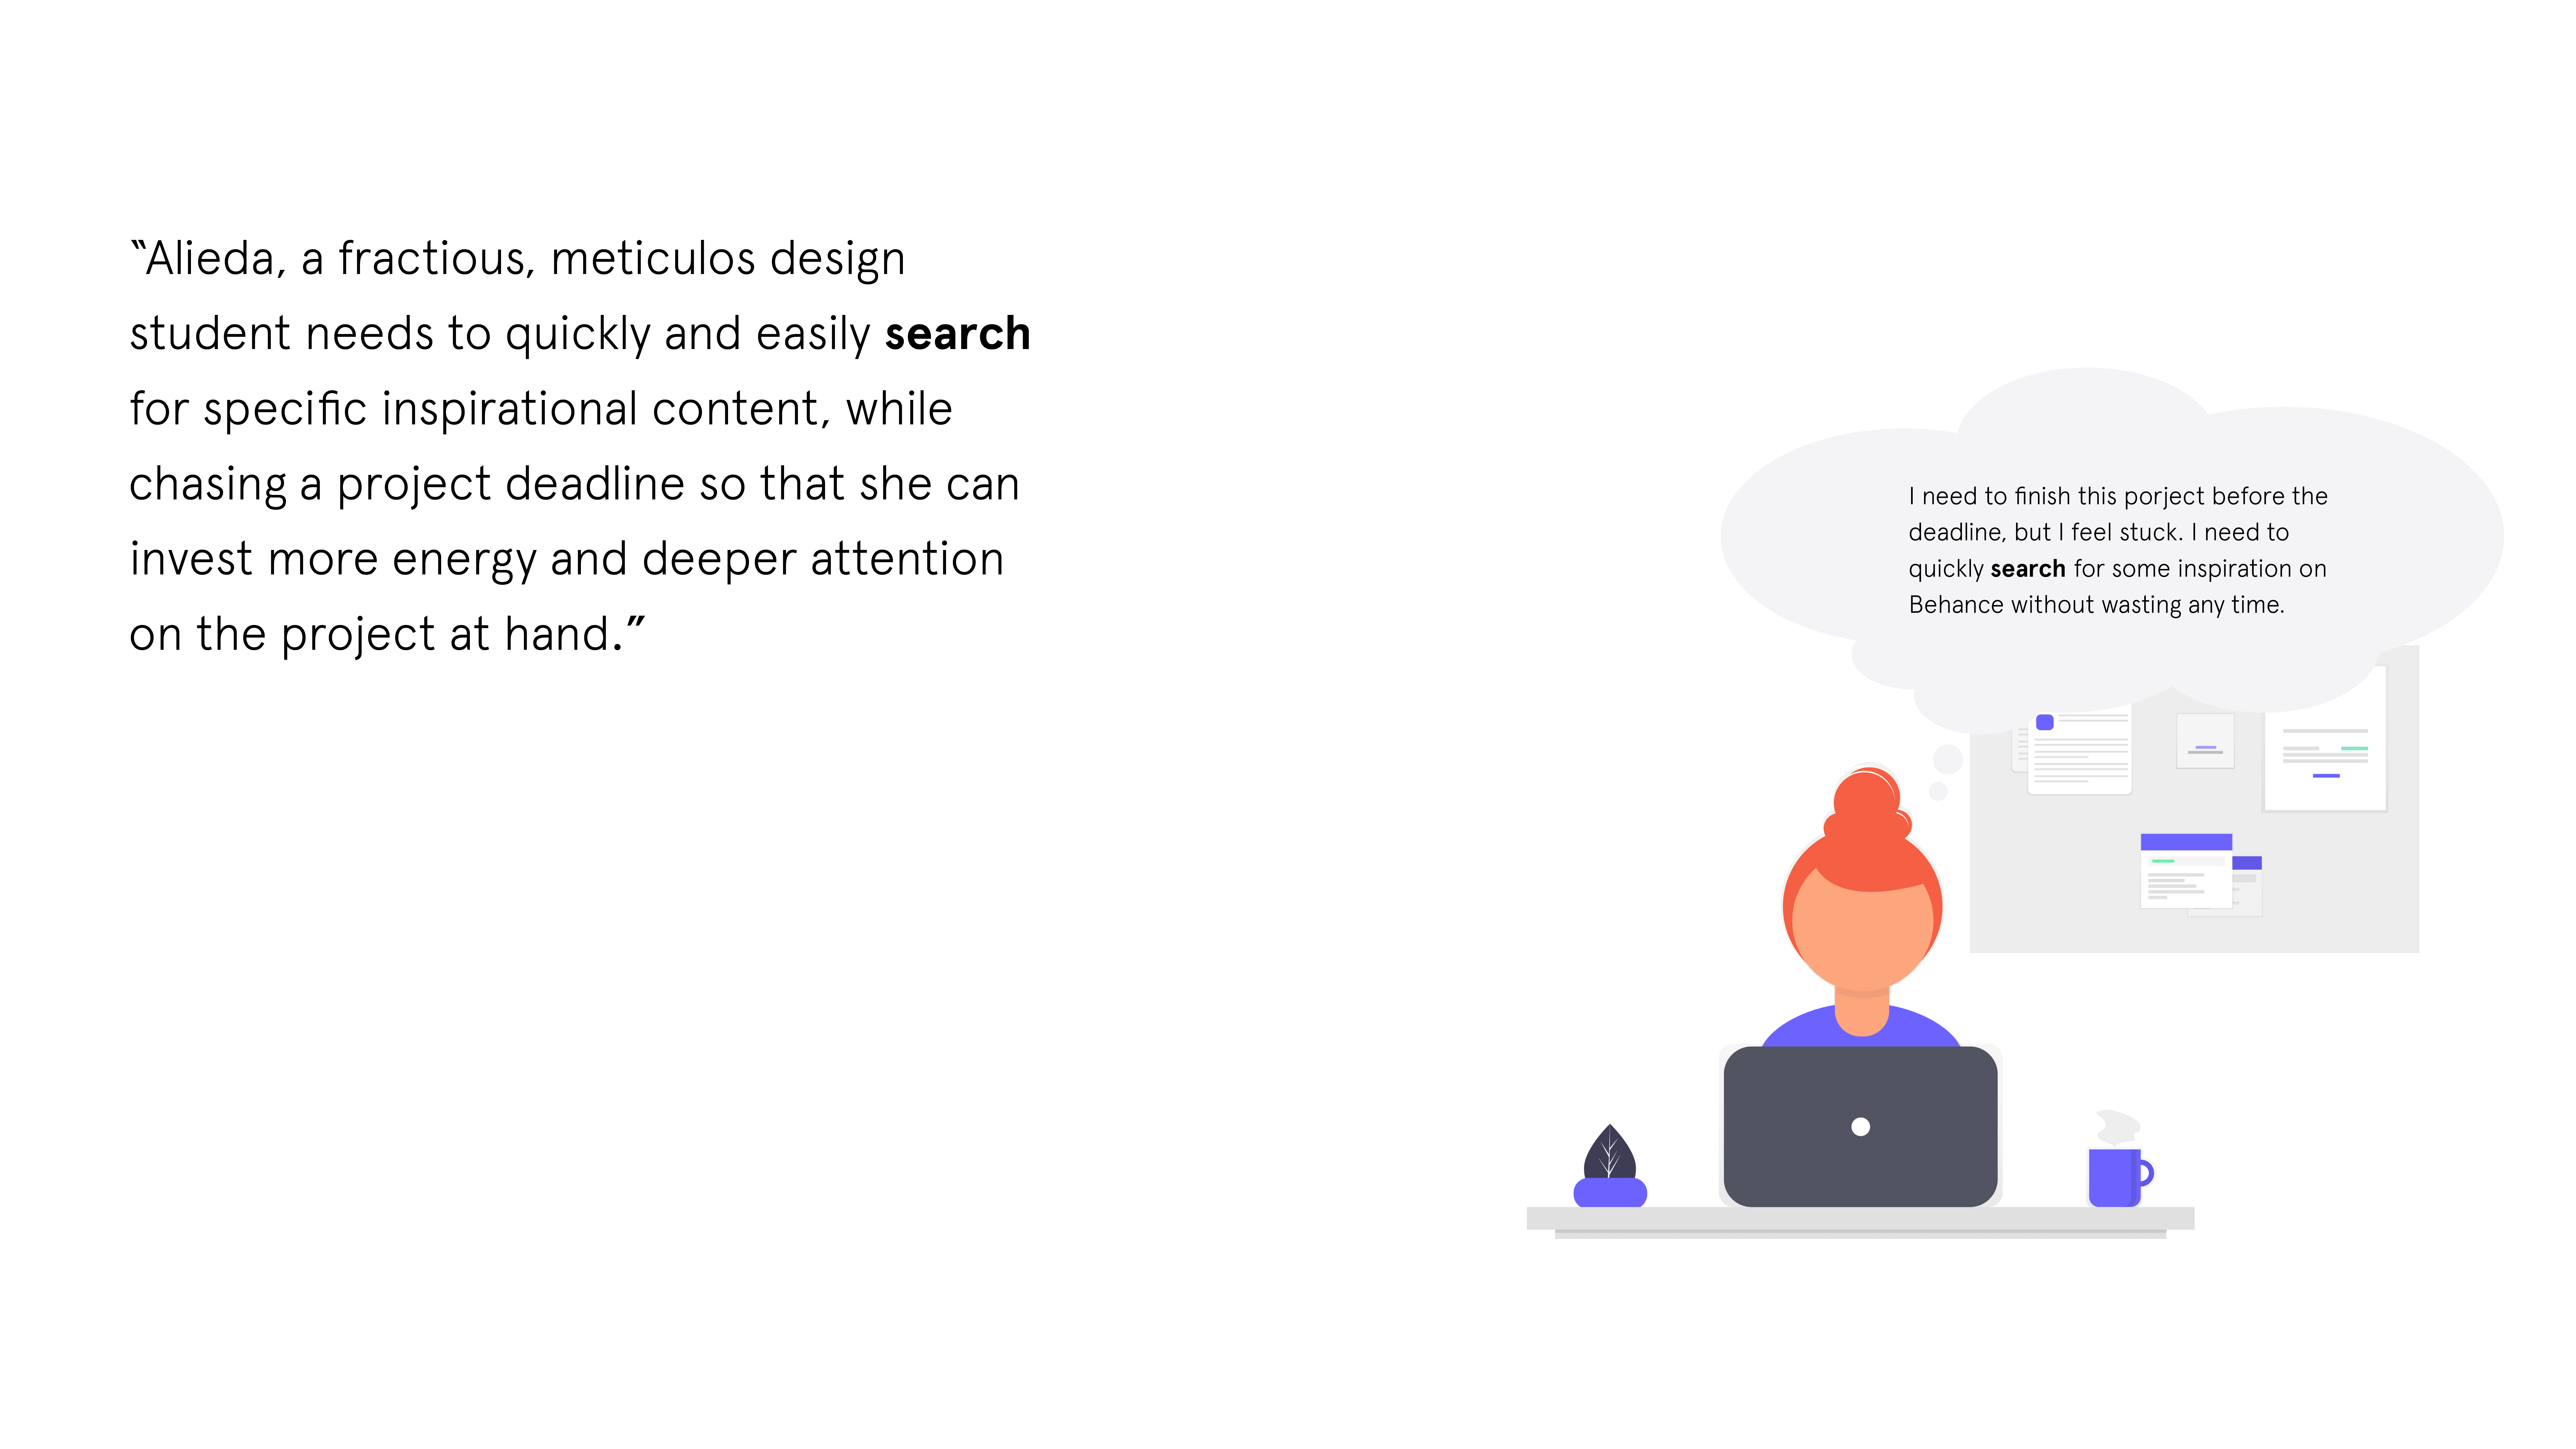 “Alieda, a fractious, meticulos design
student needs to quickly and easily search
for specific inspirational content, while
chasing a project deadline so that she can
invest more energy and deeper attention
on the project at hand.”
I need to finish this porject before the
deadline, but I feel stuck. I need to
quickly search for some inspiration on
Behance without wasting any time.